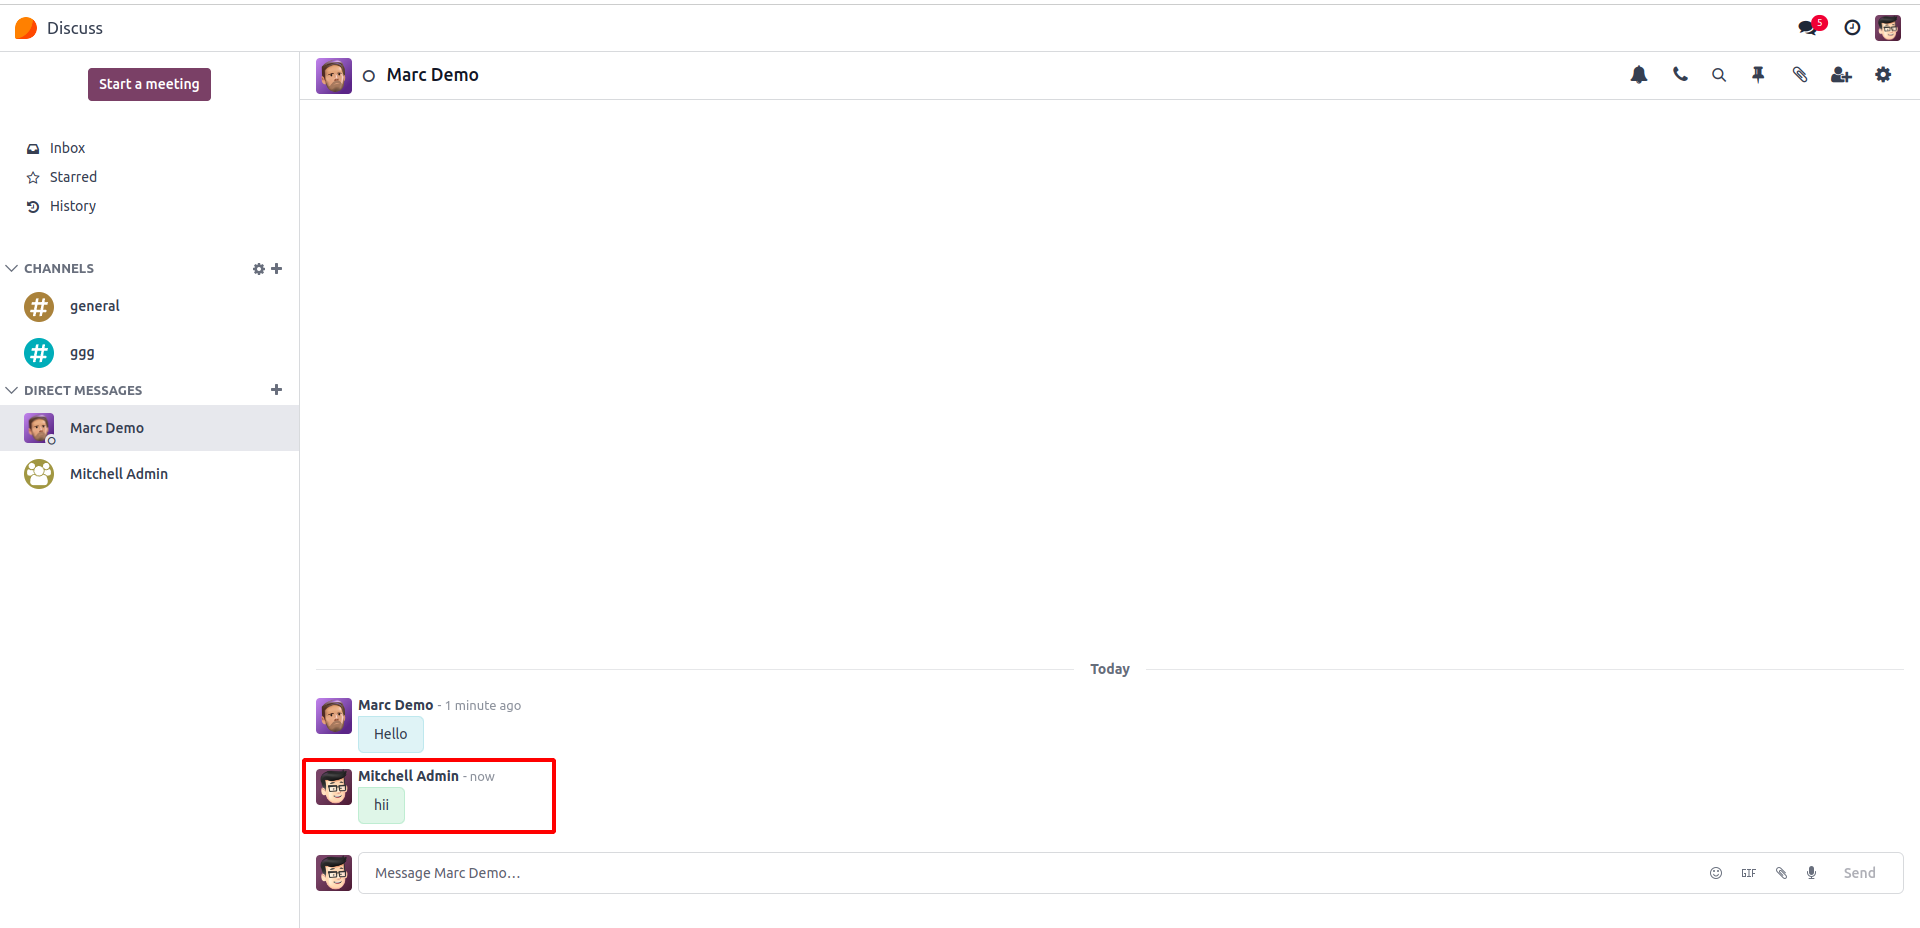 Discuss
5
Start a meeting
Marc Demo
Inbox
Starred
History
CHANNELS
general
ggg
DIRECT MESSAGES
Marc Demo
Mitchell Admin
Today
Marc Demo - 1 minute ago
Hello
Mitchell Admin - now
hii
Message Marc Demo…
GIF
Send